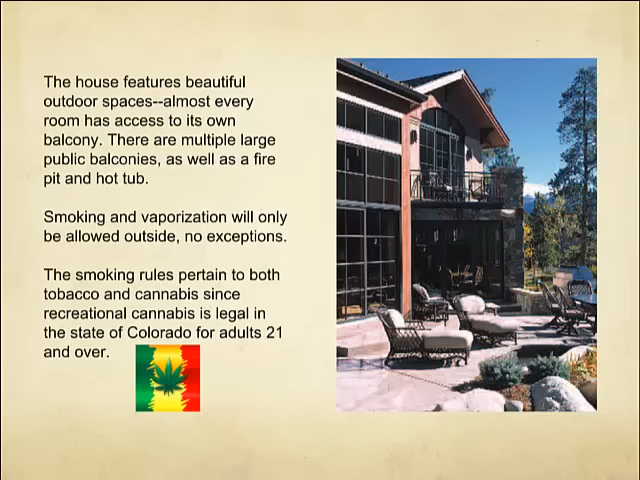 The house features beautiful
outdoor spaces--almost every
room has access to its own
balcony. There are multiple large
public balconies, as well as a fire
pit and hot tub.
Smoking and vaporization will only
be allowed outside, no exceptions.
The smoking rules pertain to both
tobacco and cannabis since
recreational cannabis is legal in
the state of Colorado for adults 21
and over.